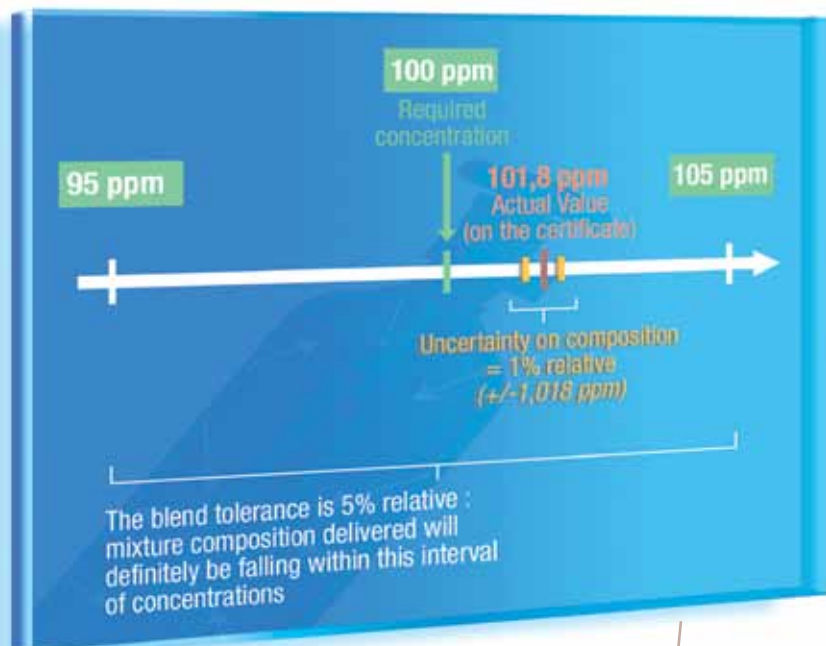 100 ppm
Required
concentration
95 ppm
101,8 ppm
Actual Value
(on the certificate)
105 ppm
Uncertainty on composition
= 1% relative
(+/-1,018 ppm)
The blend tolerance is 5% relative :
mixture composition delivered will
definitely be falling within this interval
of concentrations